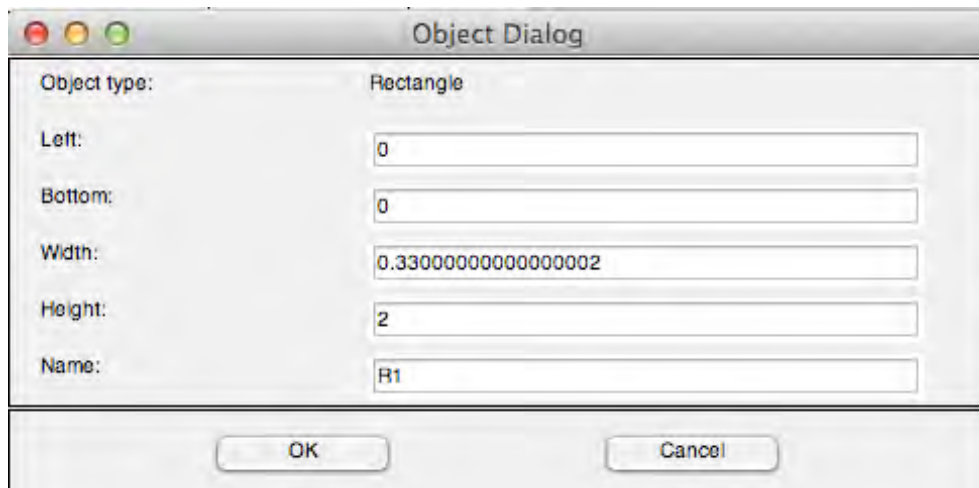 Object Dialog
Object type: Rectangle
Left: 0
Bottom: 0
Width: 0.33000000000000002
Height: 2
Name: R1
OK Cancel